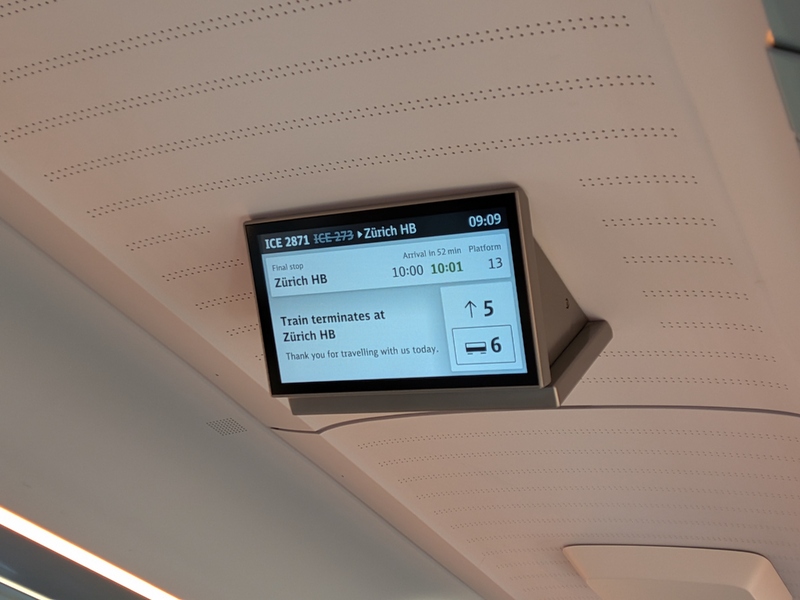 ICE 2871 ICE 273 ▸Zürich HB 09:09
Final stop Arrival in 52 min Platform
Zürich HB 10:00 10:01 13
Train terminates at
Zürich HB
Thank you for travelling with us today.
↑ 5
6